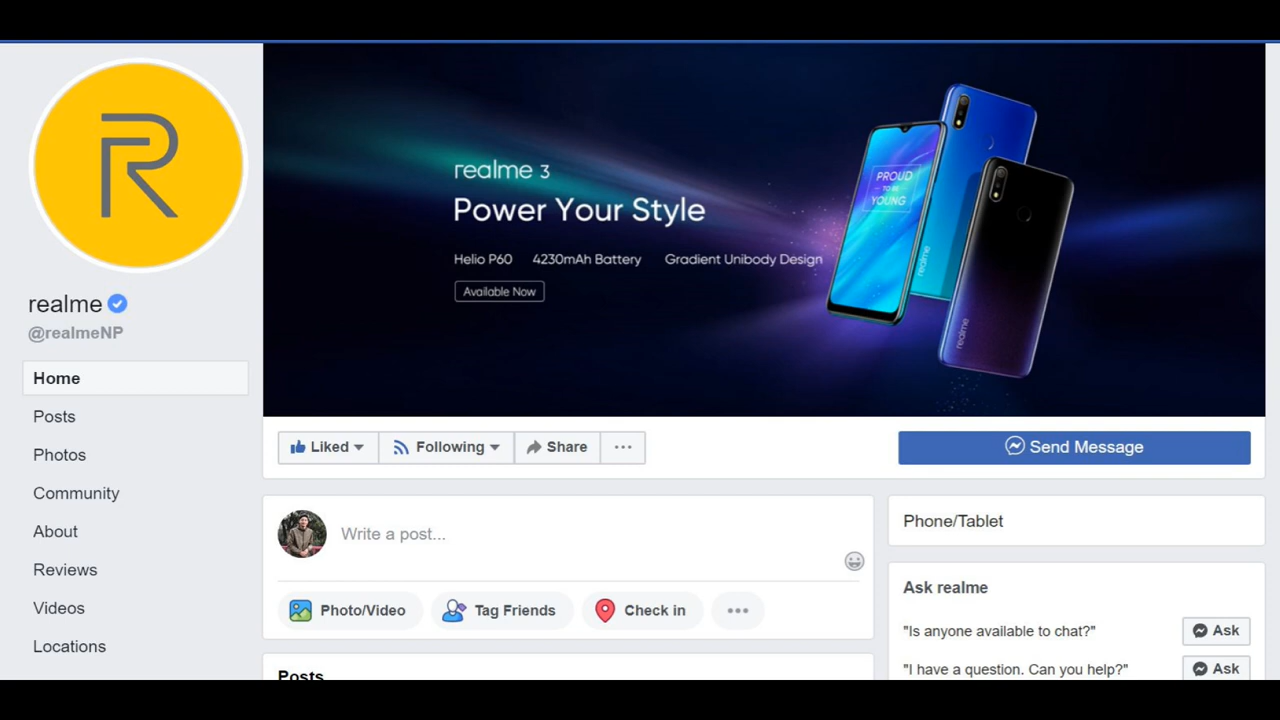 R
realme
@realmeNP
Home
Posts
Photos
Community
About
Reviews
Videos
Locations
realme 3
Power Your Style
Helio P60 4230mAh Battery Gradient Unibody Design
Available Now
PROUD
TO BE
YOUNG
realme
realme
Liked Following Share ...
Send Message
Write a post...
Photo/Video Tag Friends Check in ...
Posts
Phone/Tablet
Ask realme
"Is anyone available to chat?" Ask
"I have a question. Can you help?" Ask